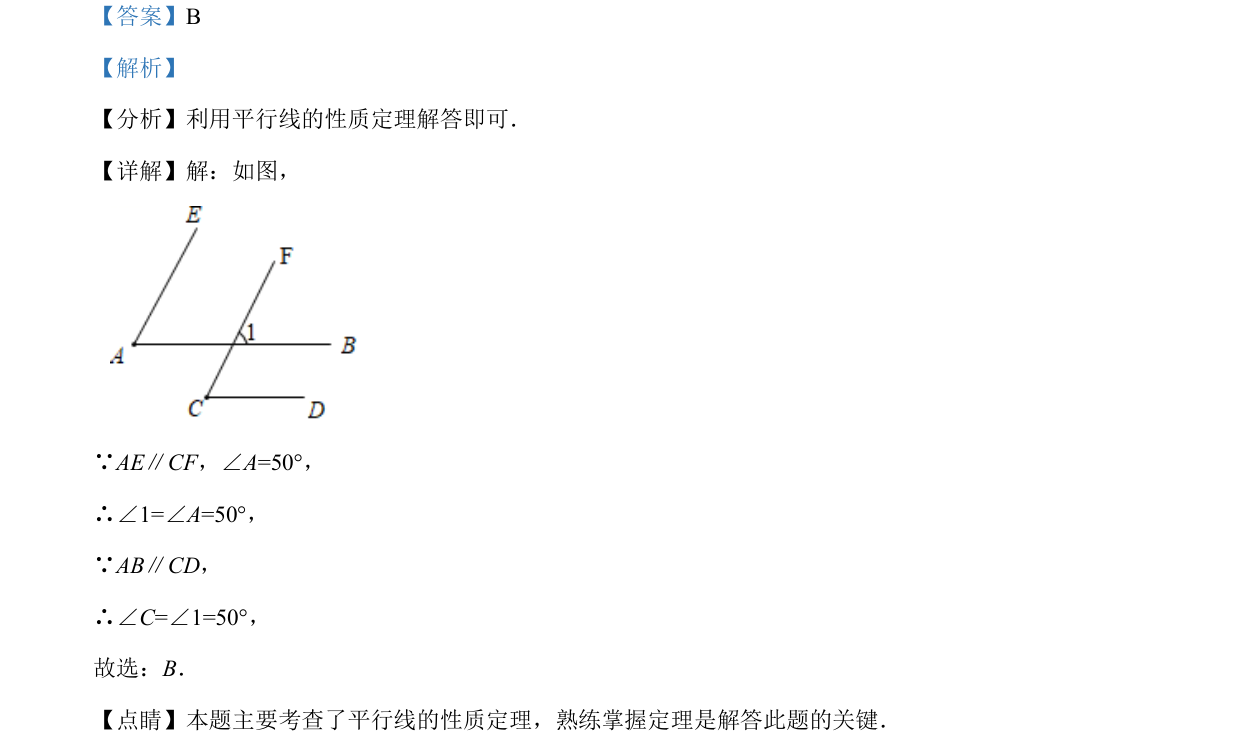 【答案】B
【解析】
【分析】利用平行线的性质定理解答即可．
【详解】解：如图，
E
F
1
A
B
C
D
∵AE∥CF，∠A=50°，
∴∠1=∠A=50°，
∵AB∥CD，
∴∠C=∠1=50°，
故选：B．
【点睛】本题主要考查了平行线的性质定理，熟练掌握定理是解答此题的关键．